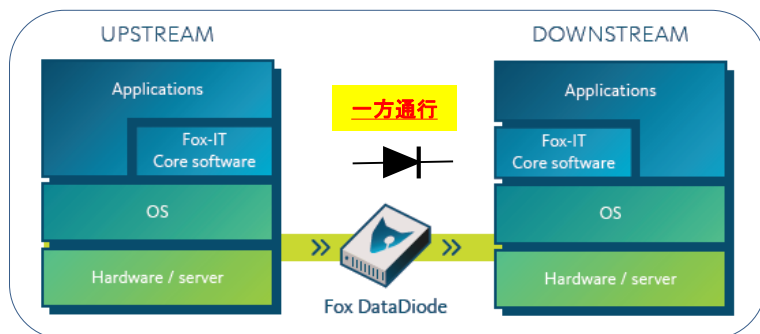 UPSTREAM
Applications
Fox-IT
Core software
OS
Hardware / server
一方通行
Fox DataDiode
DOWNSTREAM
Applications
Fox-IT
Core software
OS
Hardware / server